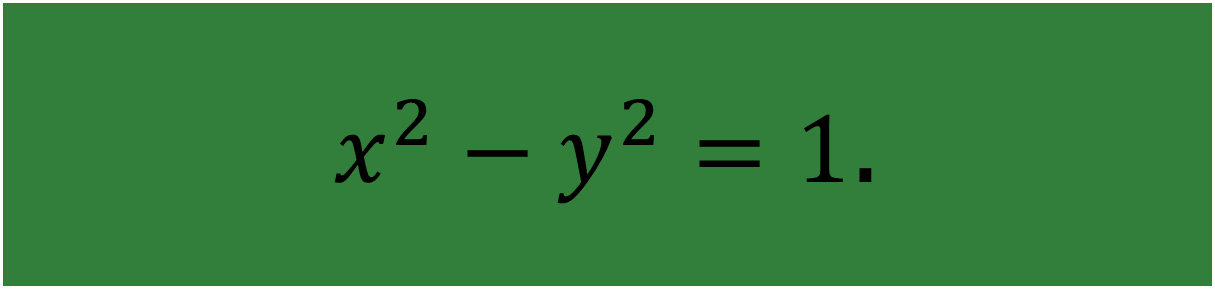 x² − y² = 1.